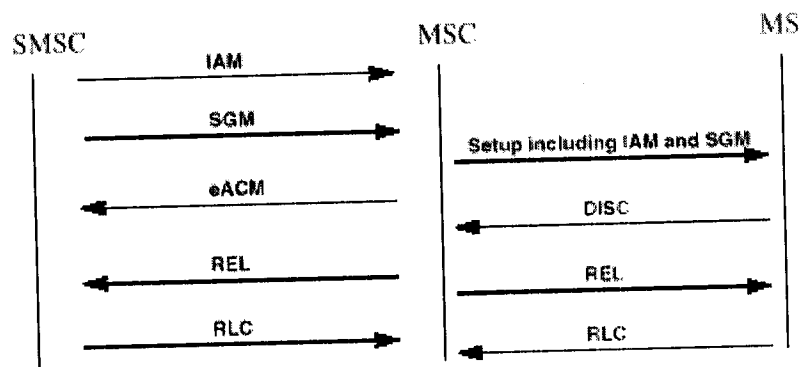 SMSC
MSC
MS
IAM
SGM
Setup including IAM and SGM
eACM
DISC
REL
REL
RLC
RLC